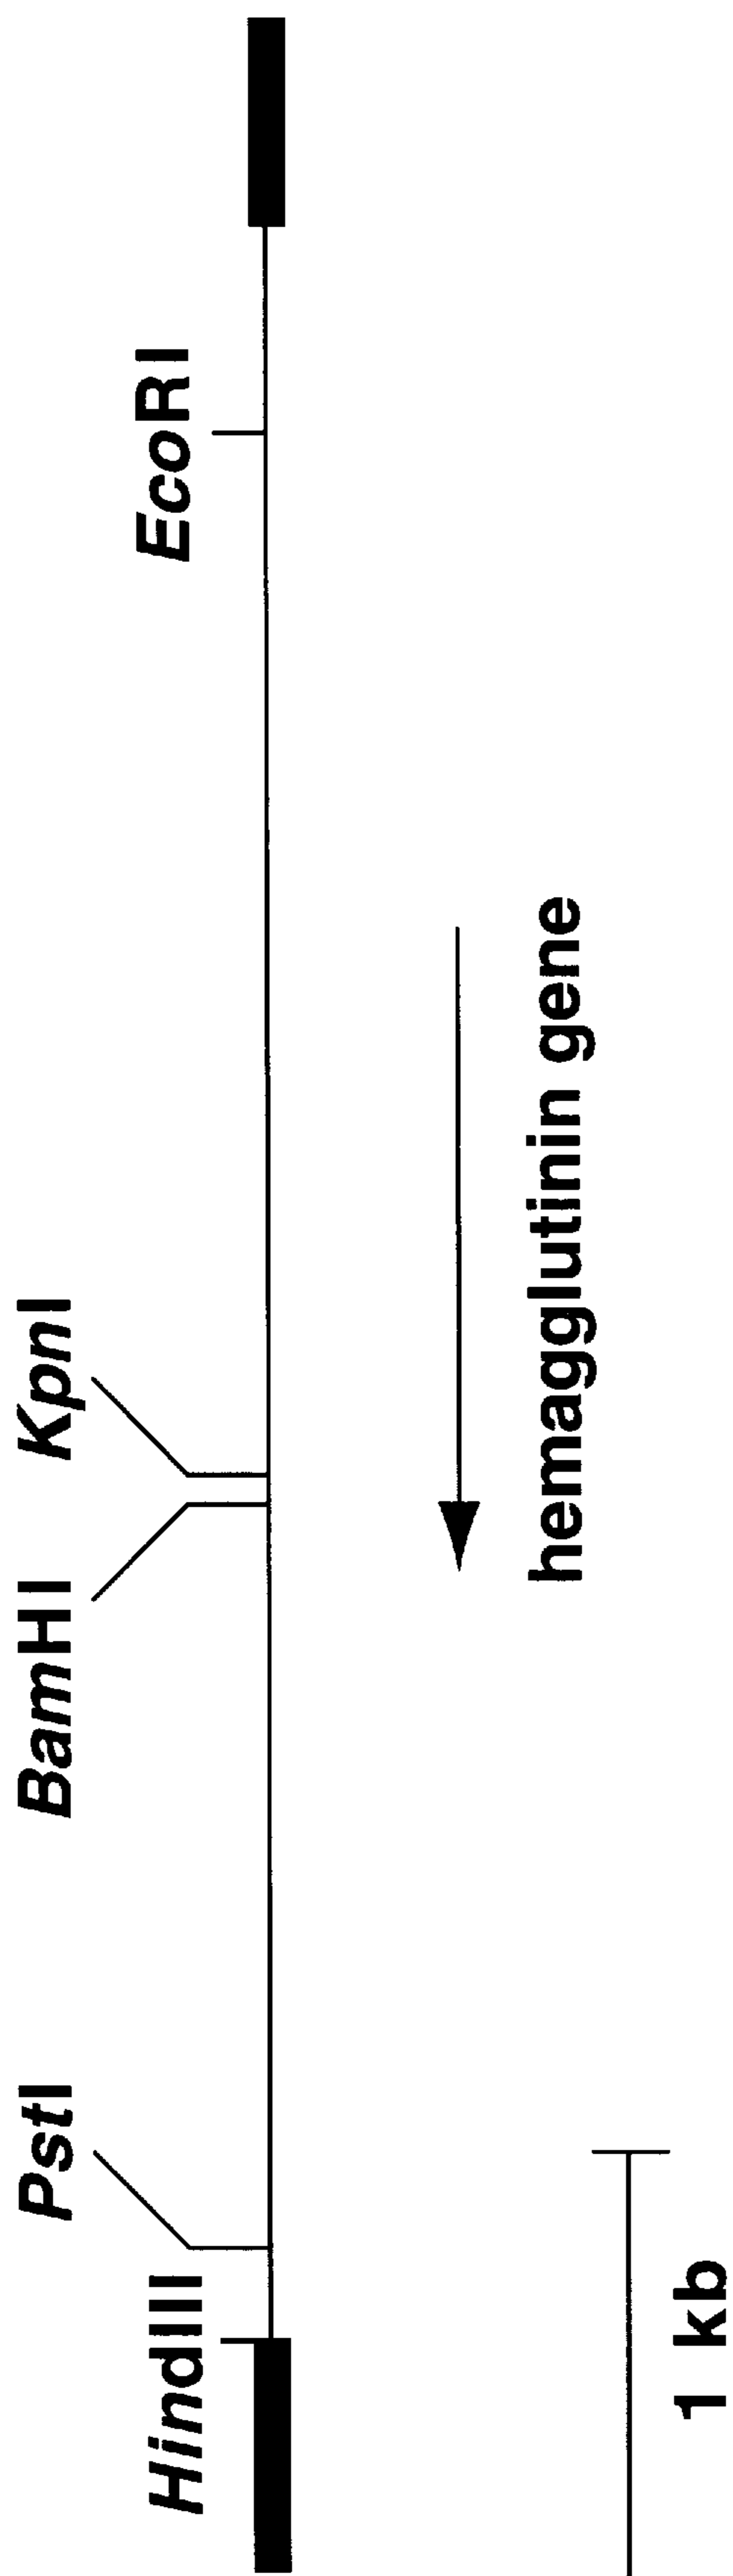 HindIII
PstI
BamHI
KpnI
EcoRI
hemagglutinin gene
1 kb